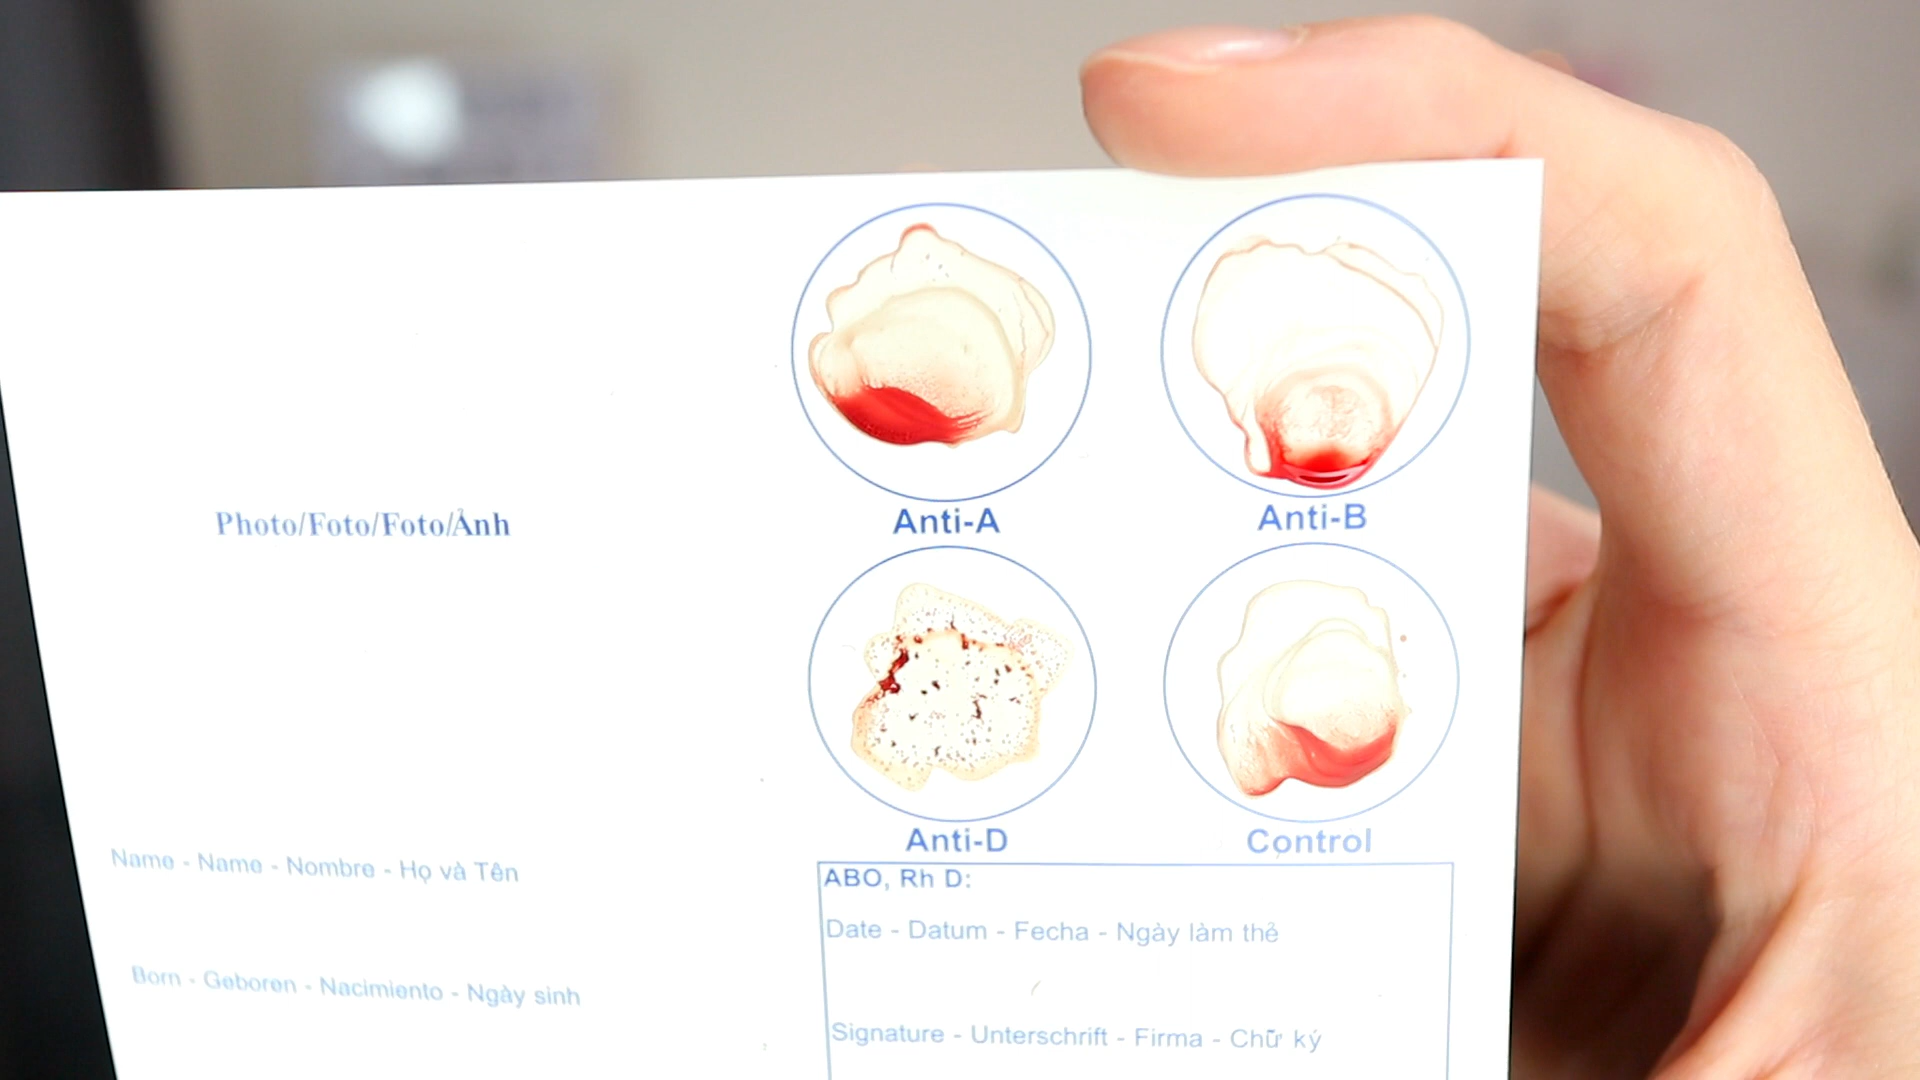 Anti-A
Anti-B
Photo/Foto/Foto/Ảnh
Anti-D
Control
Name - Name - Nombre - Họ và Tên
ABO, Rh D:
Date - Datum - Fecha - Ngày làm thẻ
Born - Geboren - Nacimiento - Ngày sinh
Signature - Unterschrift - Firma - Chữ ký